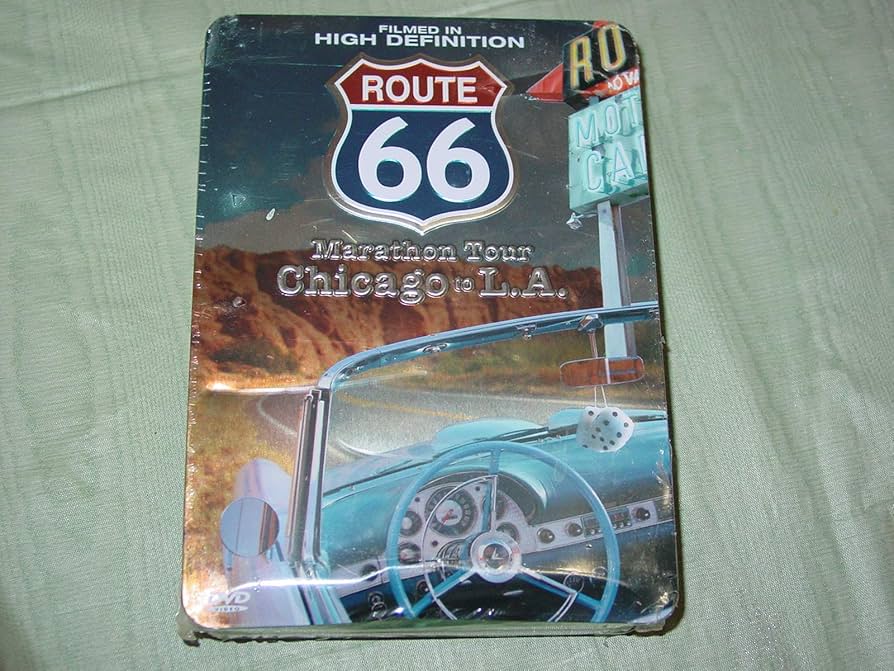 FILMED IN
HIGH DEFINITION
ROUTE
66
Marathon Tour
Chicago to L.A.
RO
MOT
CA
DVD
VIDEO